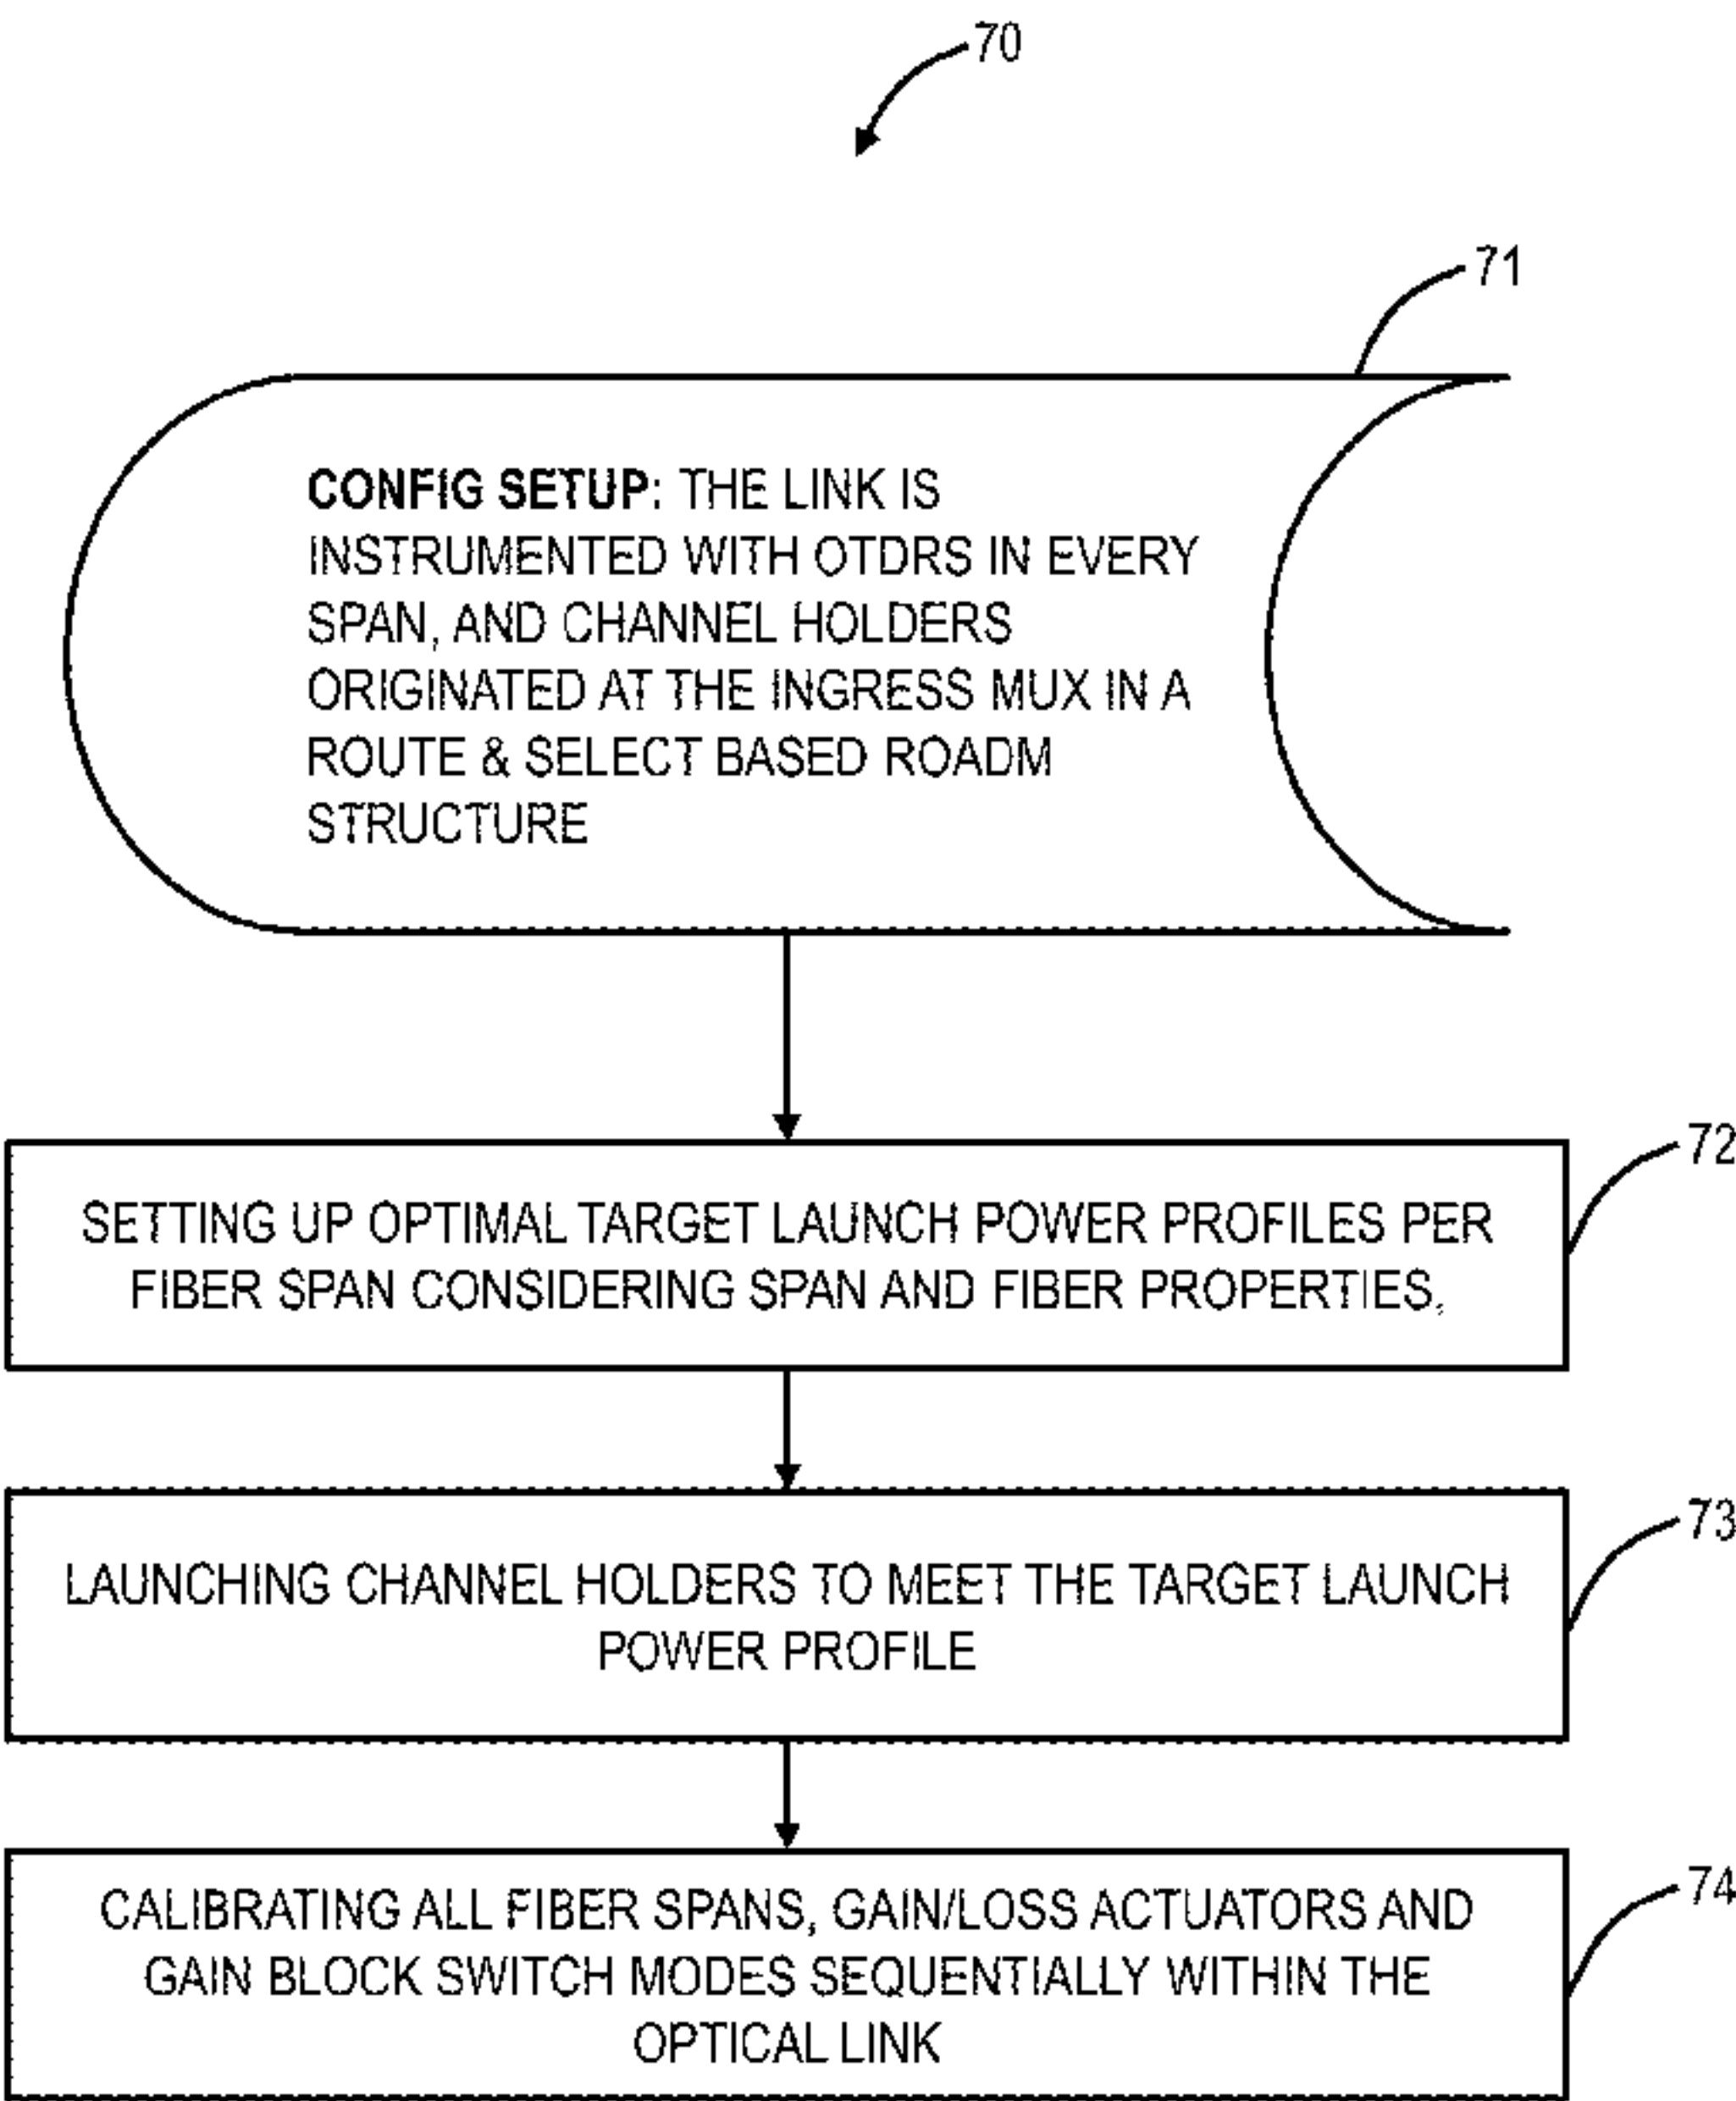 70
71
CONFIG SETUP: THE LINK IS
INSTRUMENTED WITH OTDRS IN EVERY
SPAN, AND CHANNEL HOLDERS
ORIGINATED AT THE INGRESS MUX IN A
ROUTE & SELECT BASED ROADM
STRUCTURE
72
SETTING UP OPTIMAL TARGET LAUNCH POWER PROFILES PER
FIBER SPAN CONSIDERING SPAN AND FIBER PROPERTIES,
73
LAUNCHING CHANNEL HOLDERS TO MEET THE TARGET LAUNCH
POWER PROFILE
74
CALIBRATING ALL FIBER SPANS, GAIN/LOSS ACTUATORS AND
GAIN BLOCK SWITCH MODES SEQUENTIALLY WITHIN THE
OPTICAL LINK